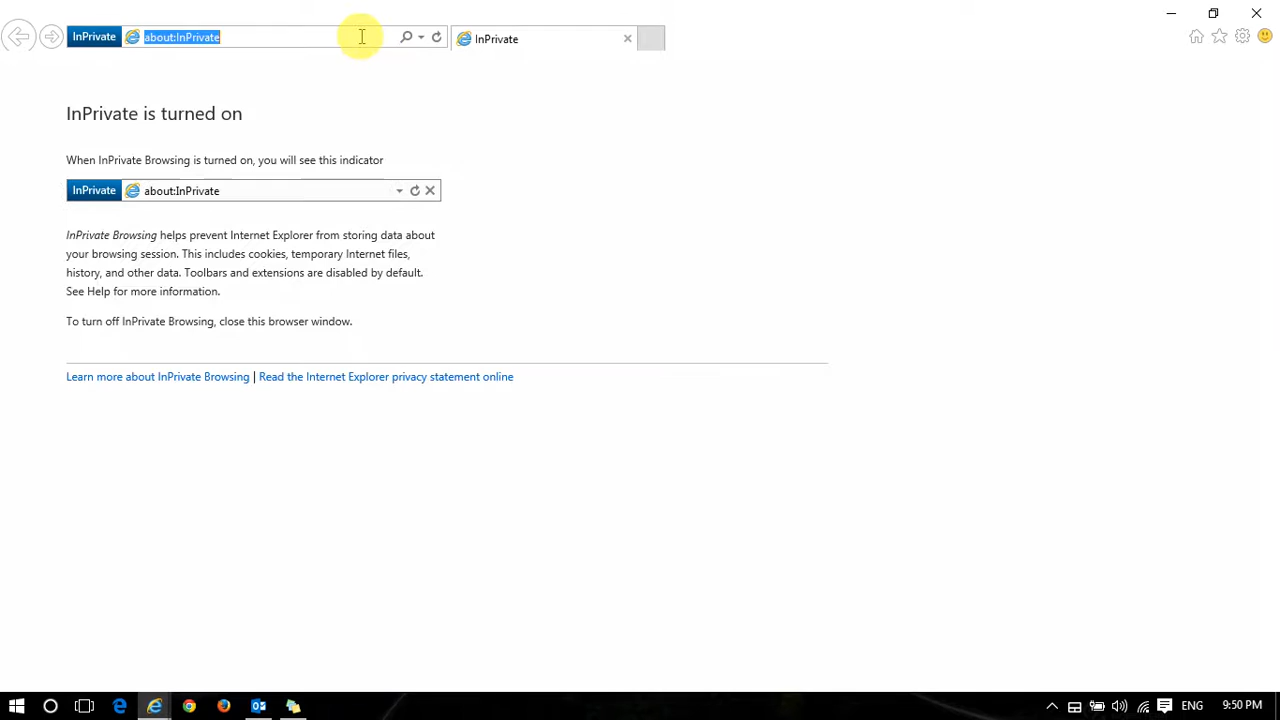 InPrivate about:InPrivate InPrivate
InPrivate is turned on
When InPrivate Browsing is turned on, you will see this indicator
InPrivate about:InPrivate
InPrivate Browsing helps prevent Internet Explorer from storing data about
your browsing session. This includes cookies, temporary Internet files,
history, and other data. Toolbars and extensions are disabled by default.
See Help for more information.
To turn off InPrivate Browsing, close this browser window.
Learn more about InPrivate Browsing | Read the Internet Explorer privacy statement online
ENG 9:50 PM